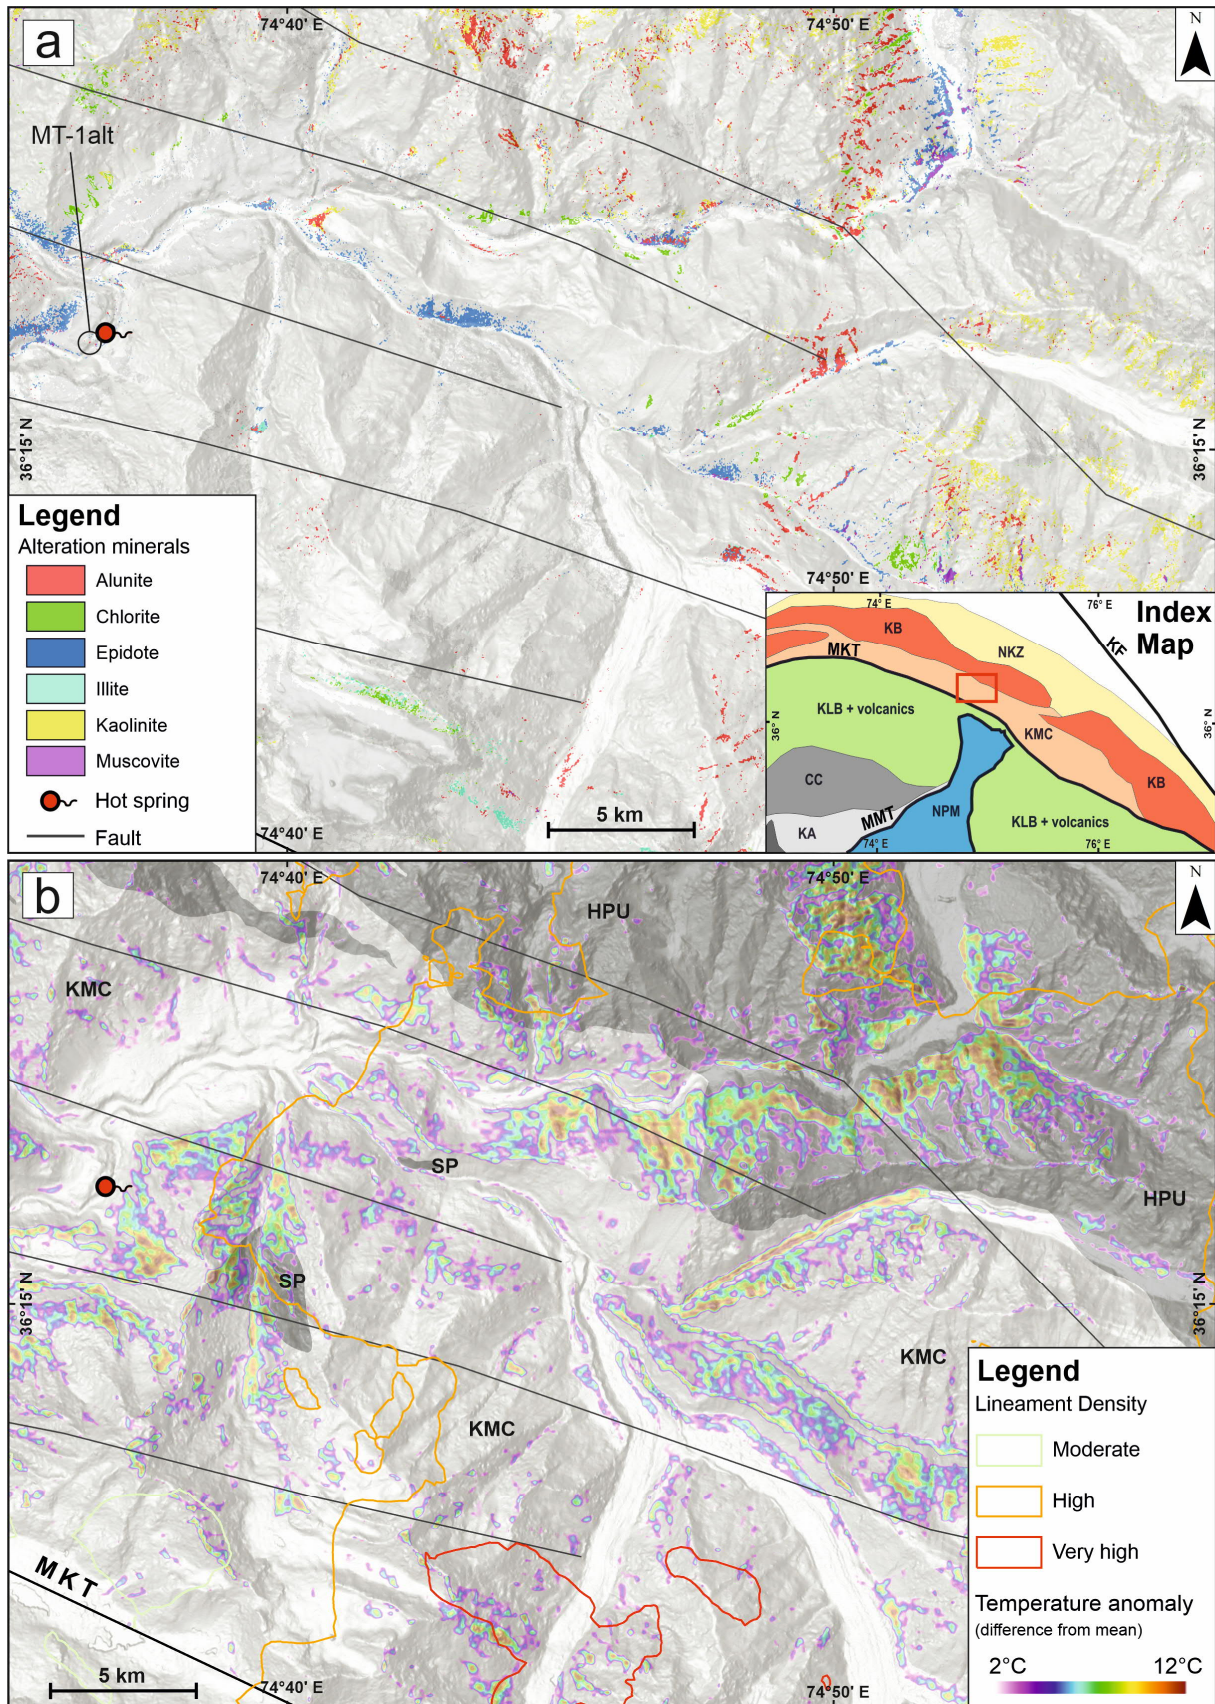 a
74°40' E
74°50' E
N
MT-1alt
36°15' N
36°15' N
Legend
Alteration minerals
Alunite
Chlorite
Epidote
Illite
Kaolinite
Muscovite
Hot spring
Fault
74°40' E
5 km
74°50' E
74° E
76° E
Index
Map
KB
NKZ
KF
MKT
KLB + volcanics
36° N
36° N
KMC
CC
KB
MMT
NPM
KLB + volcanics
KA
74° E
76° E
b
74°40' E
74°50' E
N
HPU
KMC
SP
HPU
SP
36°15' N
36°15' N
KMC
KMC
MKT
5 km
74°40' E
74°50' E
Legend
Lineament Density
Moderate
High
Very high
Temperature anomaly
(difference from mean)
2°C
12°C